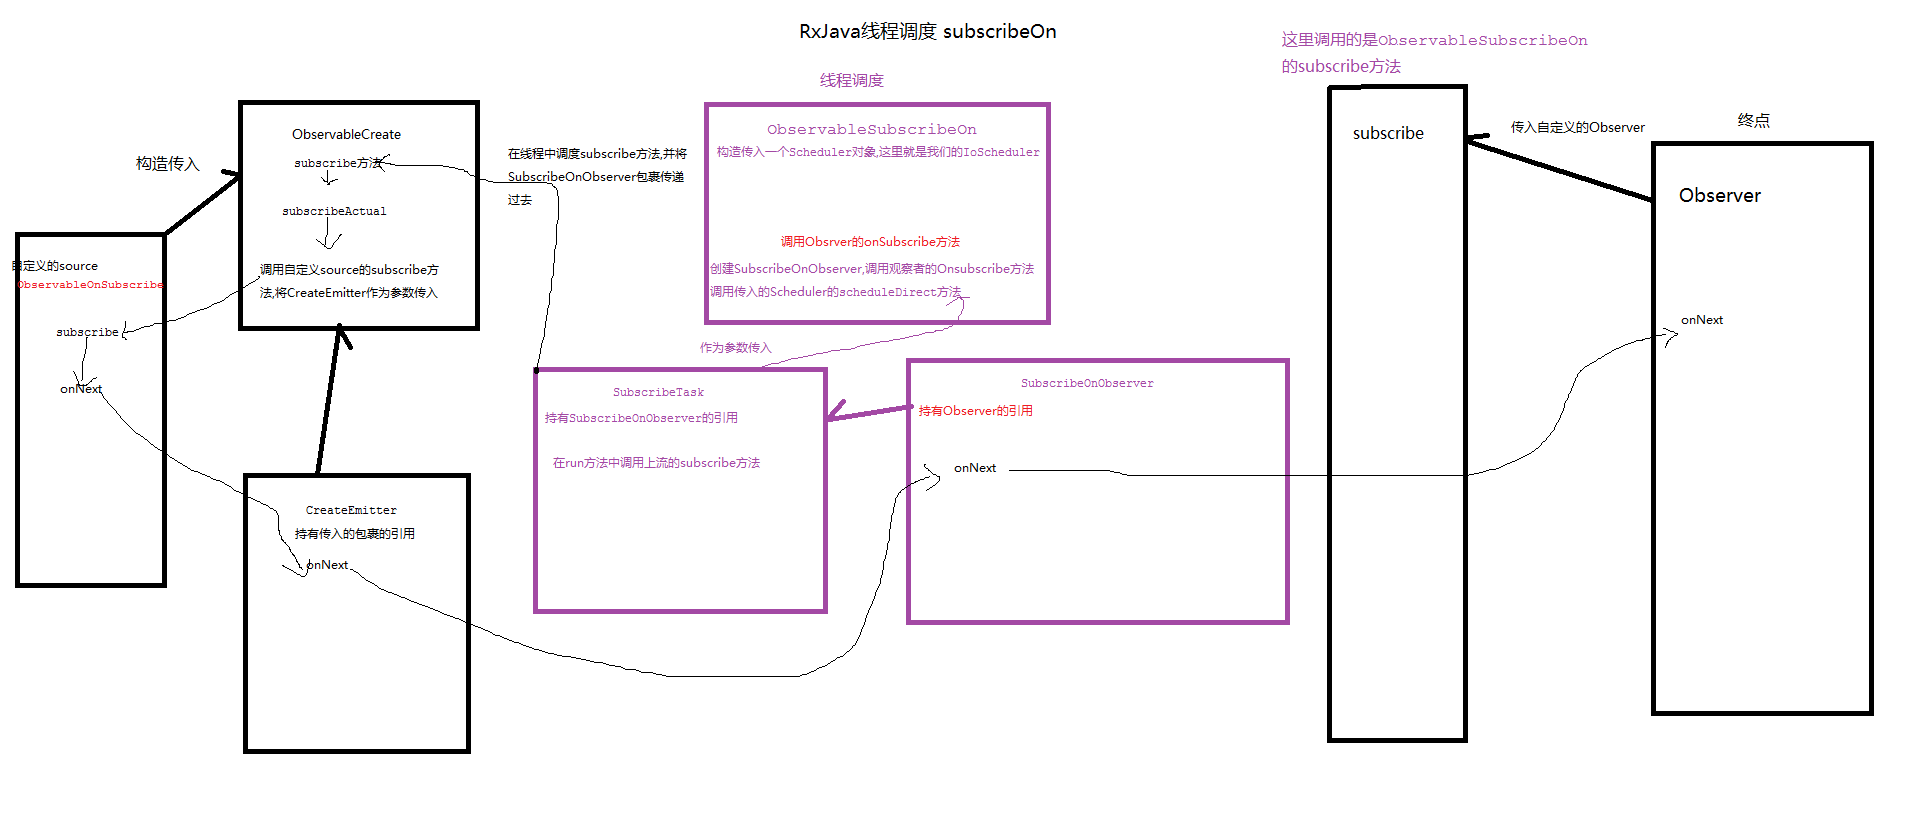 RxJava线程调度 subscribeOn
这里调用的是ObservableSubscribeOn
的subscribe方法
线程调度
构造传入
ObservableCreate
subscribe方法
subscribeActual
调用自定义source的subscribe方
法,将CreateEmitter作为参数传入
在线程中调度subscribe方法,并将
SubscribeOnObserver包裹传递
过去
ObservableSubscribeOn
构造传入一个Scheduler对象,这里就是我们的IoScheduler
调用Obsrver的onSubscribe方法
创建SubscribeOnObserver,调用观察者的Onsubscribe方法
调用传入的Scheduler的scheduleDirect方法
subscribe
传入自定义的Observer
终点
Observer
onNext
自定义的source
ObservableOnSubscribe
subscribe
onNext
作为参数传入
SubscribeTask
持有SubscribeOnObserver的引用
在run方法中调用上流的subscribe方法
SubscribeOnObserver
持有Observer的引用
onNext
CreateEmitter
持有传入的包裹的引用
onNext